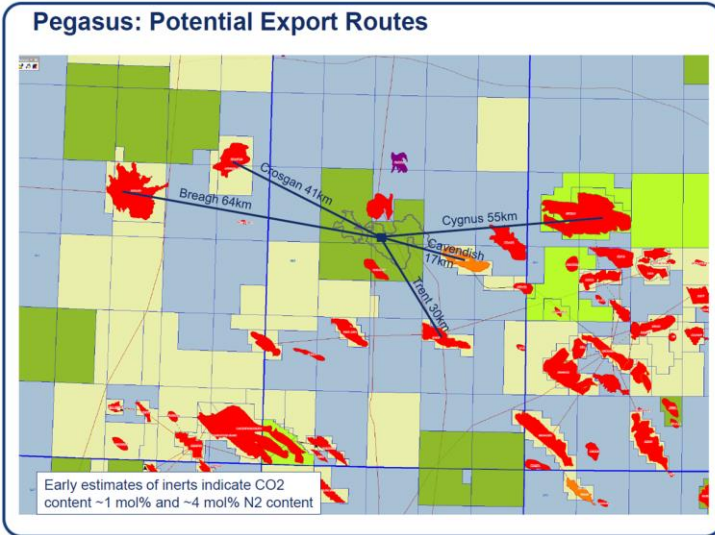 Pegasus: Potential Export Routes
Crosgan 41km
Breagh 64km
Cygnus 55km
Cavendish
17km
Trent 30km
Early estimates of inerts indicate CO2
content ~1 mol% and ~4 mol% N2 content